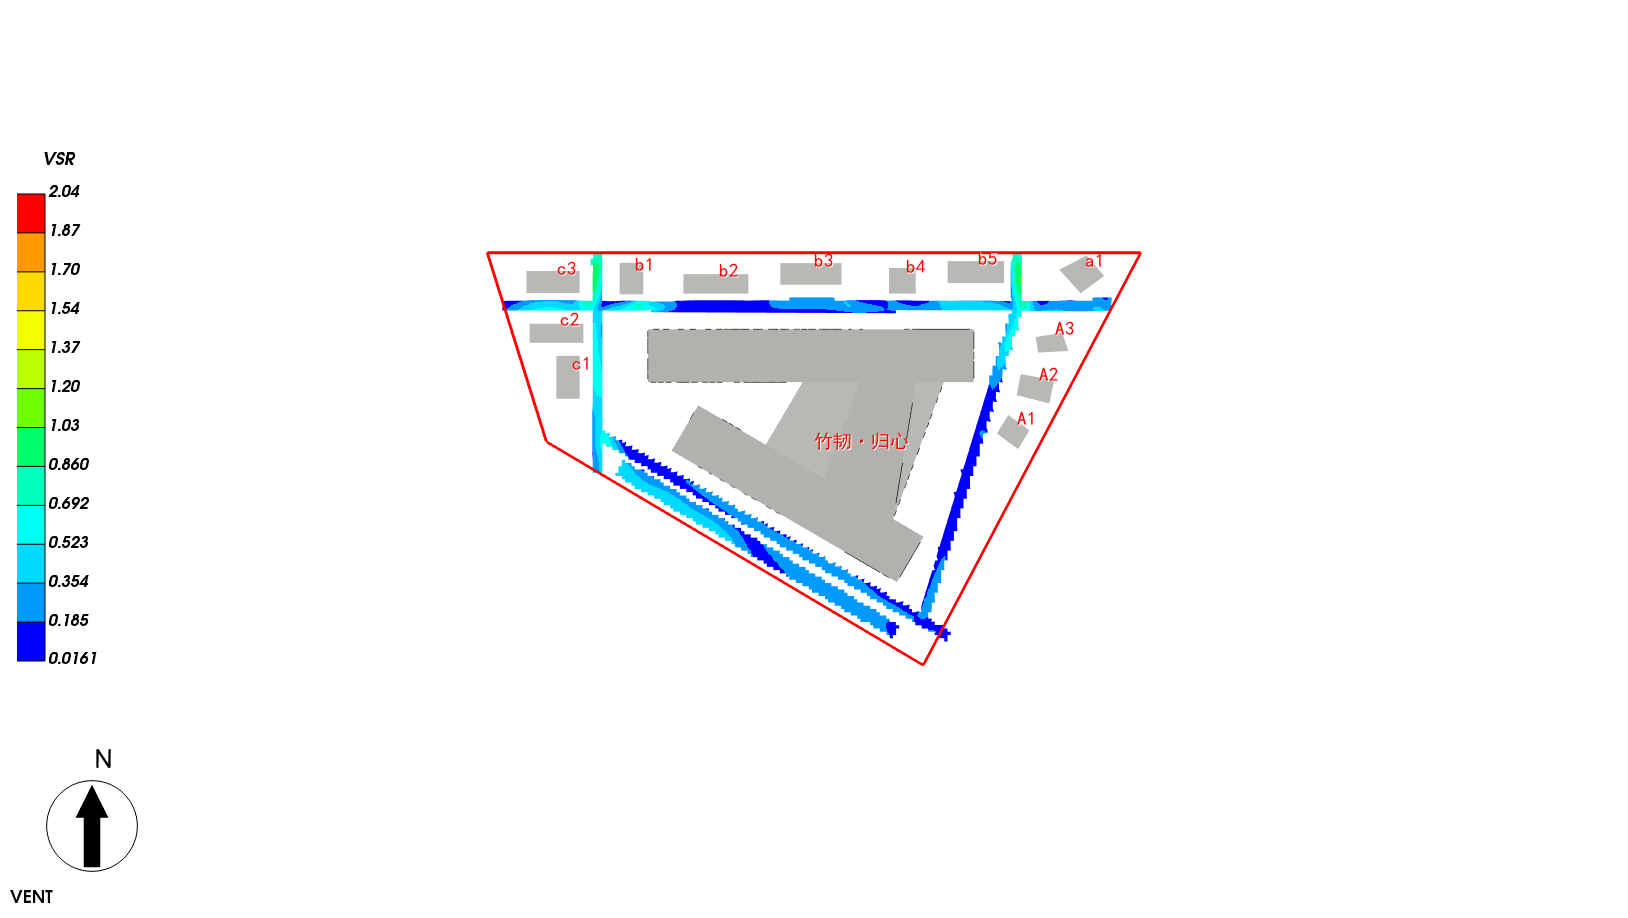 VSR
2.04
1.87
1.70
1.54
1.37
1.20
1.03
0.860
0.692
0.523
0.354
0.185
0.0161
c3
b1
b2
b3
b4
b5
a1
c2
c1
A3
A2
A1
竹韧·归心
N
VENT